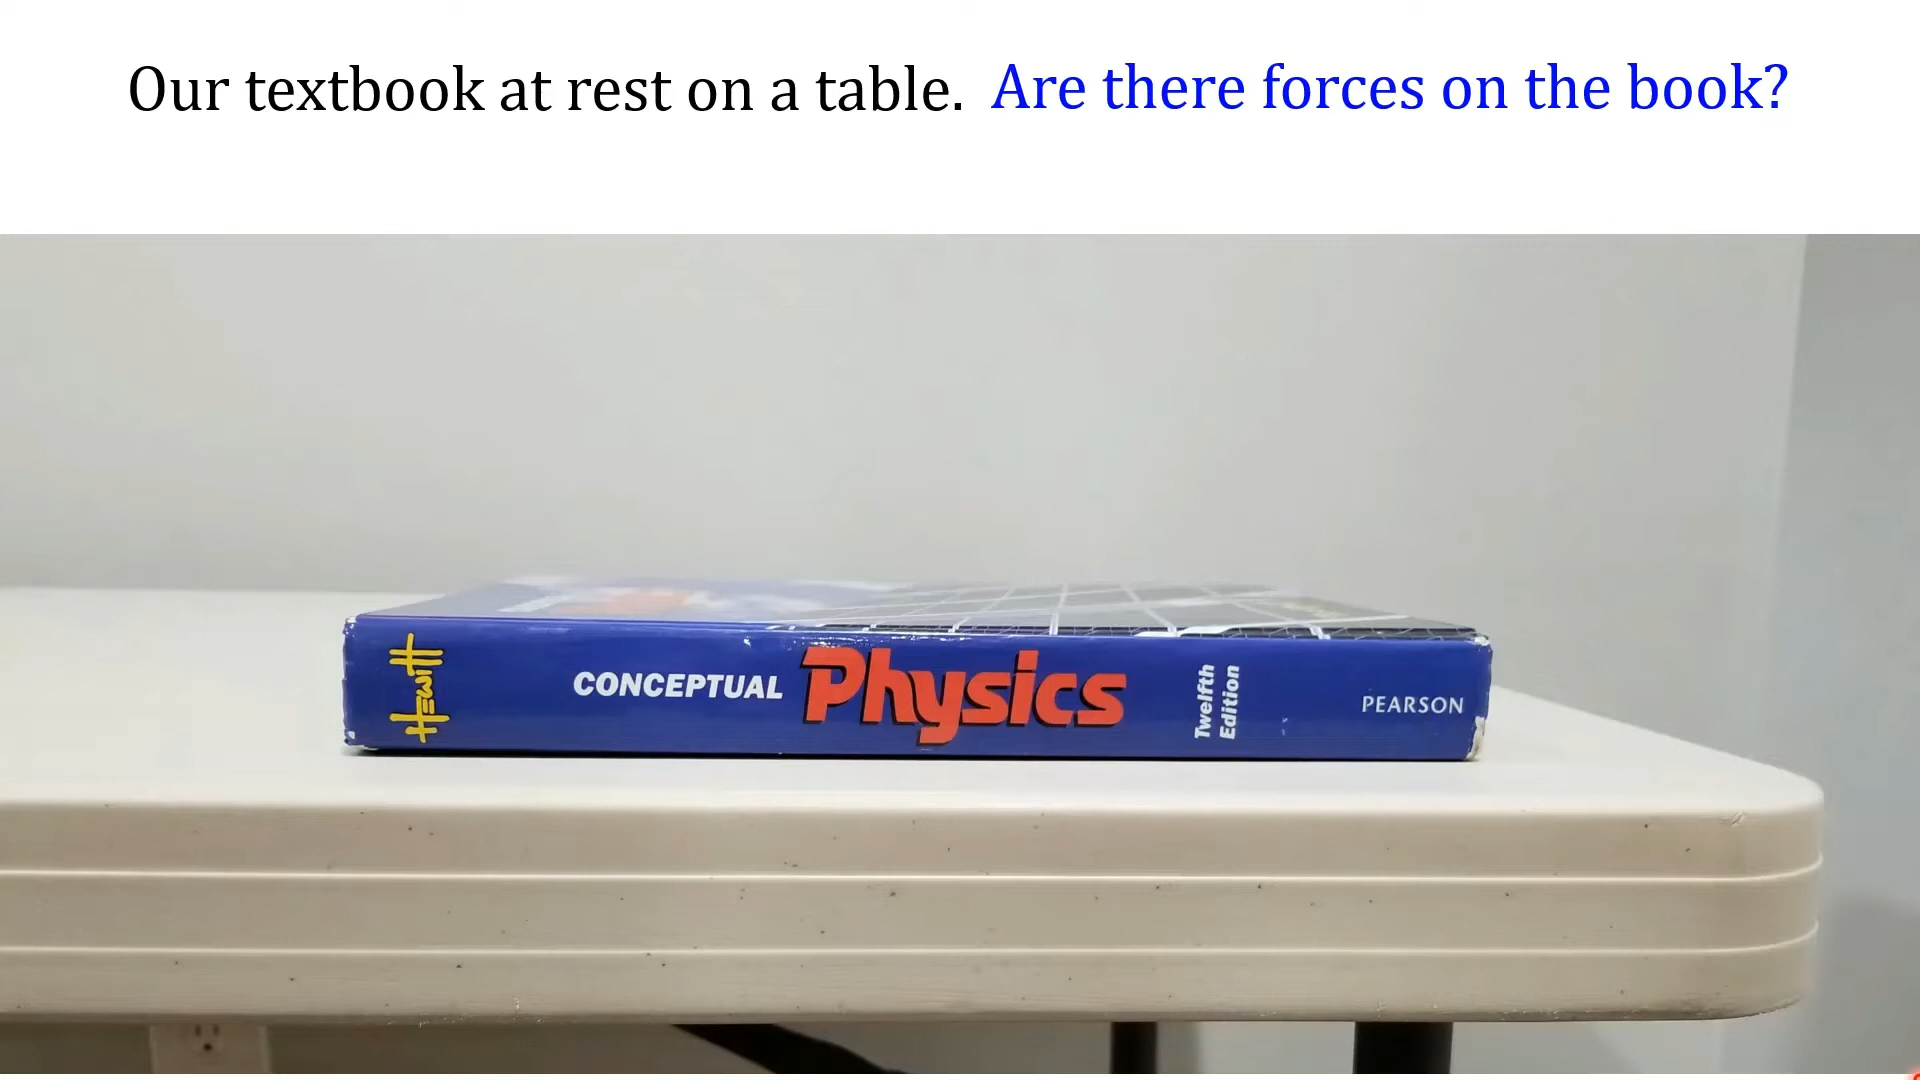 Our textbook at rest on a table. Are there forces on the book?
Hewitt
CONCEPTUAL Physics
Twelfth
Edition
PEARSON